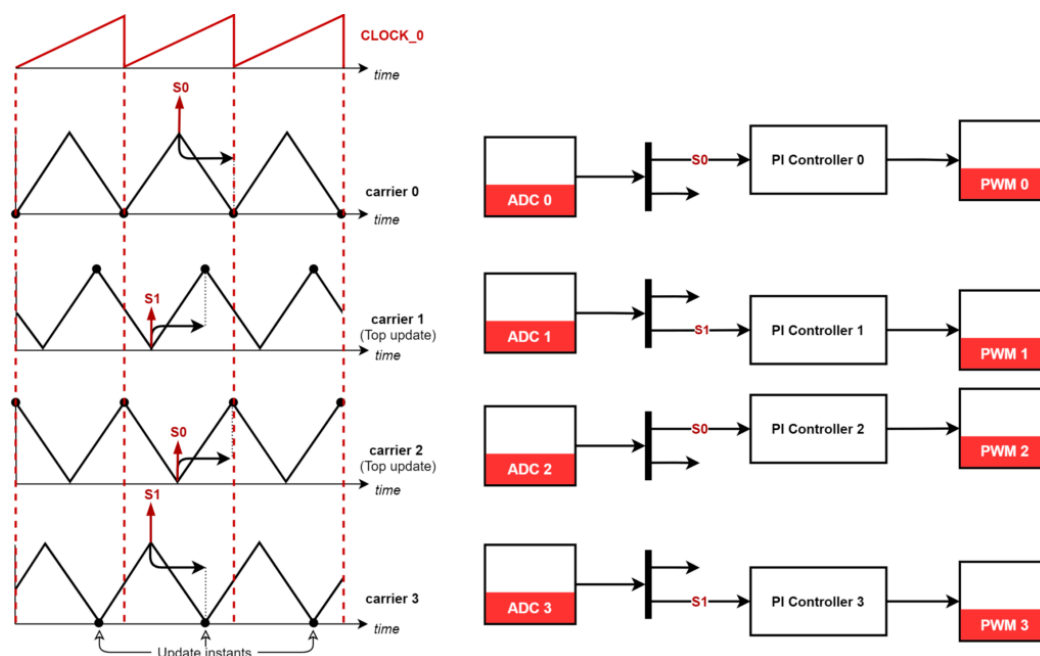 CLOCK_0
time
S0
carrier 0
time
S1
carrier 1
(Top update)
time
S0
carrier 2
(Top update)
time
S1
carrier 3
time
Update instants
ADC 0
S0
PI Controller 0
PWM 0
ADC 1
S1
PI Controller 1
PWM 1
ADC 2
S0
PI Controller 2
PWM 2
ADC 3
S1
PI Controller 3
PWM 3